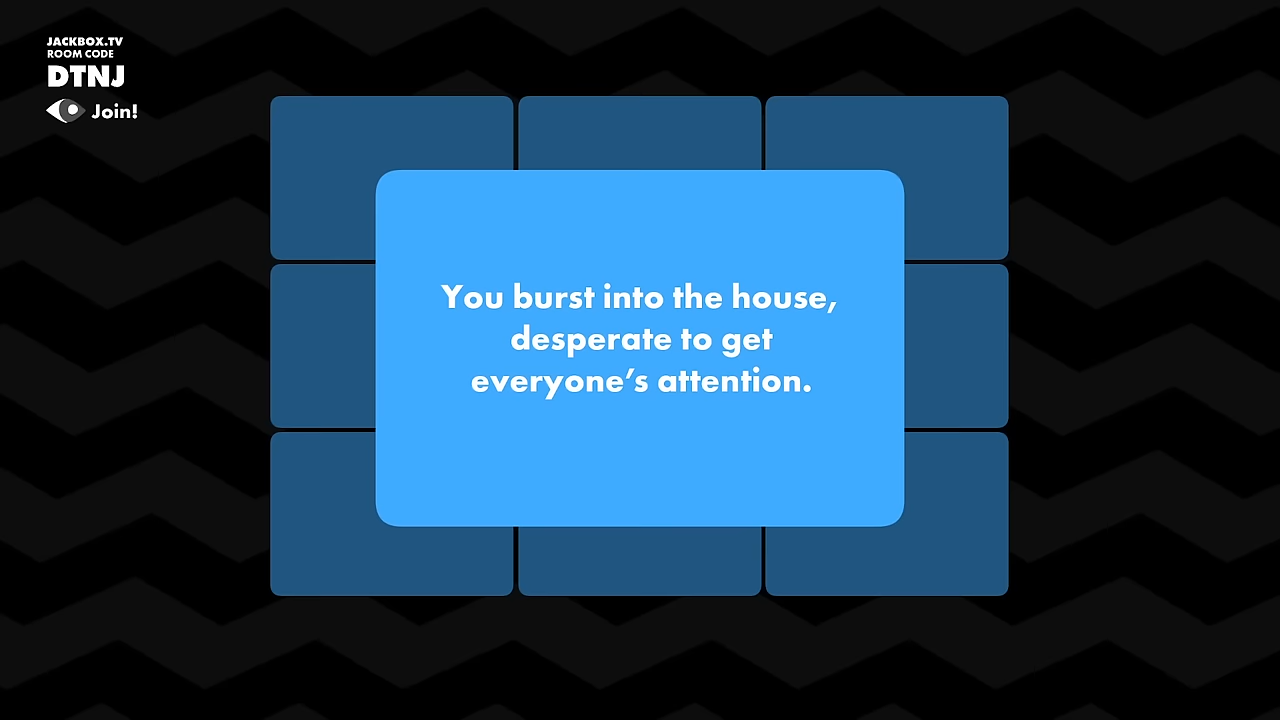 JACKBOX.TV
ROOM CODE
DTNJ
Join!
You burst into the house,
desperate to get
everyone’s attention.